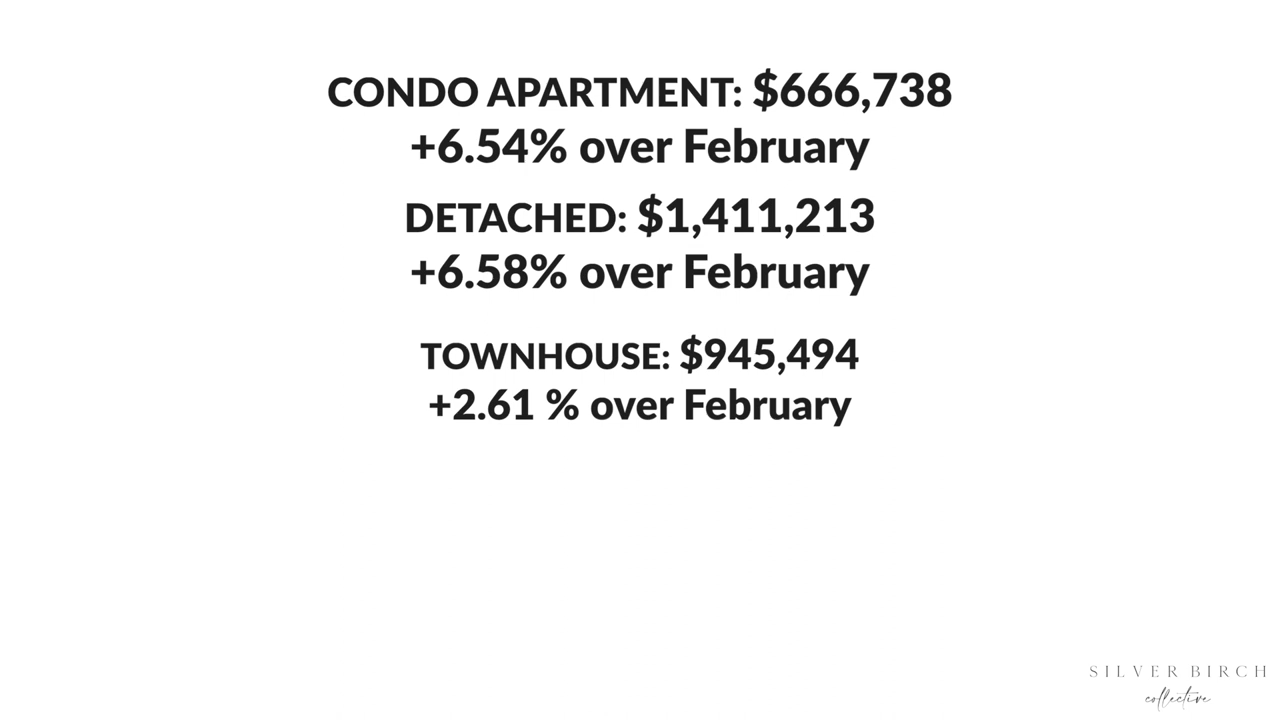 CONDO APARTMENT: $666,738
+6.54% over February
DETACHED: $1,411,213
+6.58% over February
TOWNHOUSE: $945,494
+2.61 % over February
SILVER BIRCH
collective